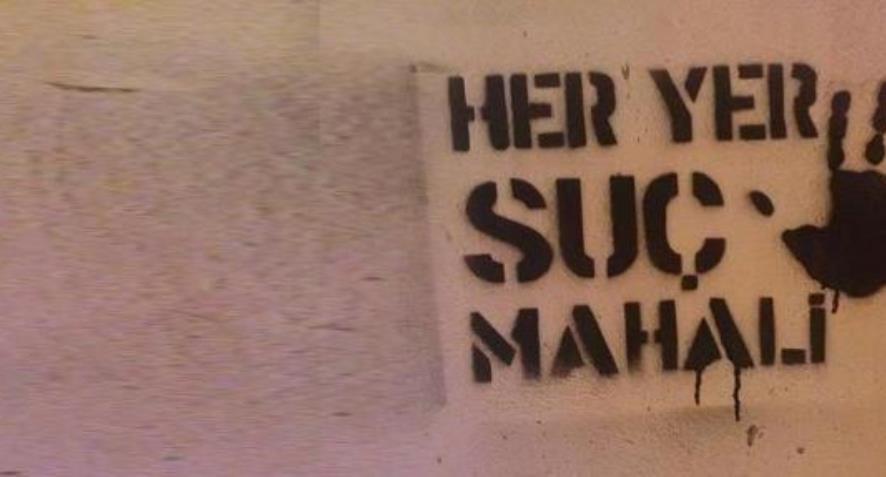 HER YER
SUÇ
MAHALİ